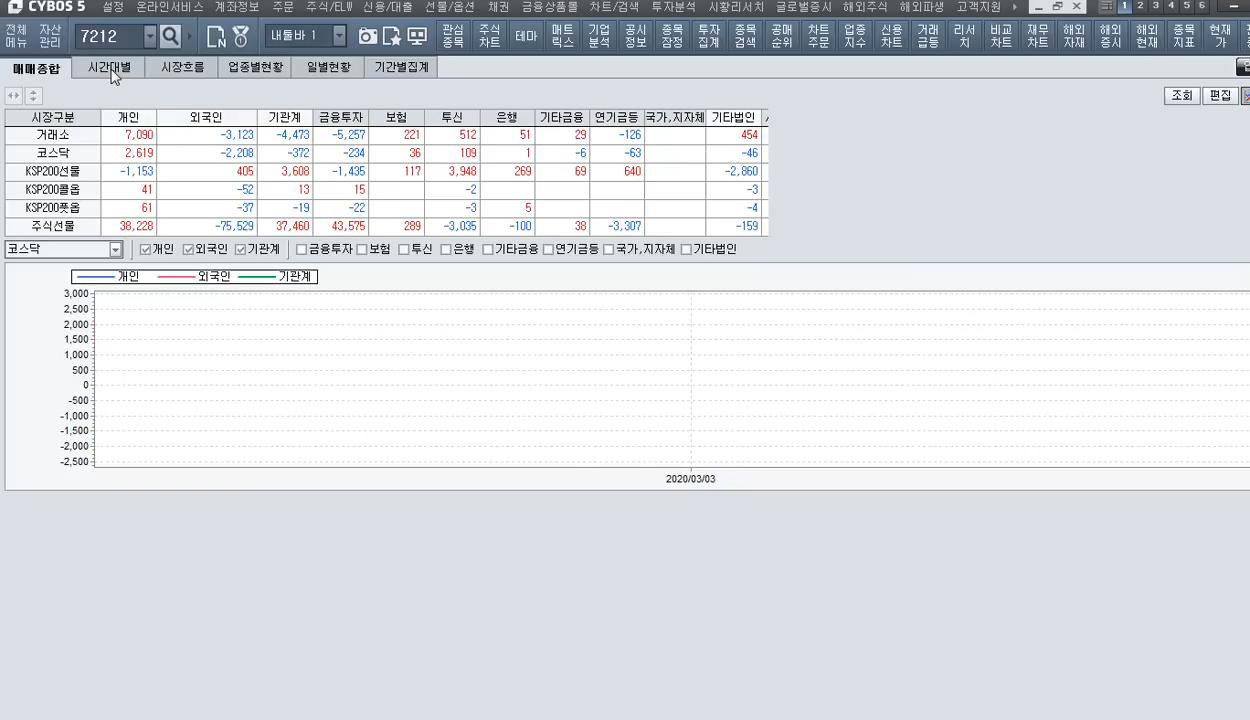 CYBOS 5 설정 온라인서비스 계좌정보 주문 주식/ELW 신용/대출 선물/옵션 채권 금융상품몰 차트/검색 투자분석 시황리서치 글로벌증시 해외주식 해외파생 고객지원 1 2 3 4 5 6
전체메뉴 자산관리 7212 내툴바 1 관심종목 주식차트 테마 매트릭스 기업분석 공시정보 종목잠정 투자집계 종목검색 공매순위 차트주문 업종지수 신용차트 거래급등 리서치 비교차트 재무차트 해외자재 해외증시 해외현재 종목지표 현재가
매매종합 시간대별 시장흐름 업종별현황 일별현황 기간별집계
조회 편집
시장구분 개인 외국인 기관계 금융투자 보험 투신 은행 기타금융 연기금등 국가,지자체 기타법인
거래소 7,090 -3,123 -4,473 -5,257 221 512 51 29 -126 454
코스닥 2,619 -2,208 -372 -234 36 109 1 -6 -63 -46
KSP200선물 -1,153 405 3,608 -1,435 117 3,948 269 69 640 -2,860
KSP200콜옵 41 -52 13 15 -2 -3
KSP200풋옵 61 -37 -19 -22 -3 5 -4
주식선물 38,228 -75,529 37,460 43,575 289 -3,035 -100 38 -3,307 -159
코스닥 개인 외국인 기관계 금융투자 보험 투신 은행 기타금융 연기금등 국가,지자체 기타법인
개인 외국인 기관계
3,000
2,500
2,000
1,500
1,000
500
0
-500
-1,000
-1,500
-2,000
-2,500
2020/03/03